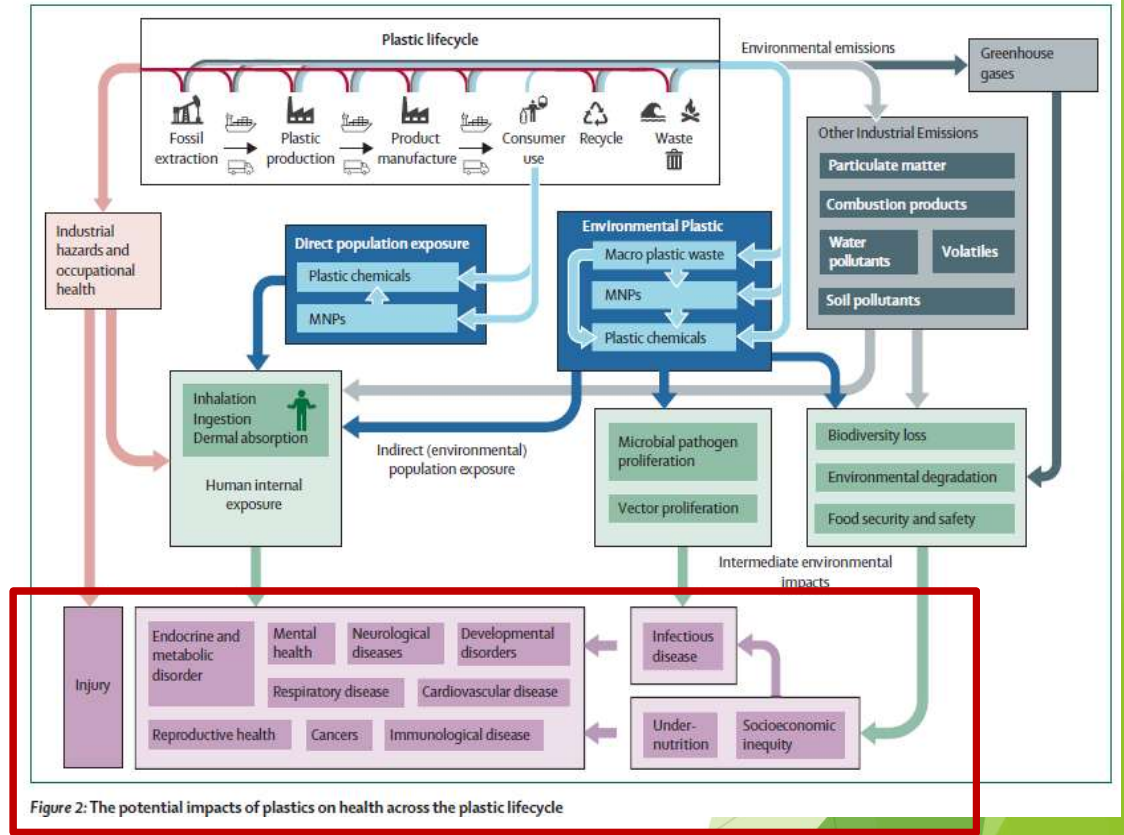 Plastic lifecycle
Environmental emissions
Greenhouse
gases
Fossil
extraction
Plastic
production
Product
manufacture
Consumer
use
Recycle
Waste
Other Industrial Emissions
Particulate matter
Combustion products
Water
pollutants
Volatiles
Soil pollutants
Industrial
hazards and
occupational
health
Direct population exposure
Plastic chemicals
MNPs
Environmental Plastic
Macro plastic waste
MNPs
Plastic chemicals
Inhalation
Ingestion
Dermal absorption
Human internal
exposure
Indirect (environmental)
population exposure
Microbial pathogen
proliferation
Vector proliferation
Biodiversity loss
Environmental degradation
Food security and safety
Intermediate environmental
impacts
Injury
Endocrine and
metabolic
disorder
Mental
health
Neurological
diseases
Developmental
disorders
Respiratory disease
Cardiovascular disease
Reproductive health
Cancers
Immunological disease
Infectious
disease
Under-
nutrition
Socioeconomic
inequity
Figure 2: The potential impacts of plastics on health across the plastic lifecycle